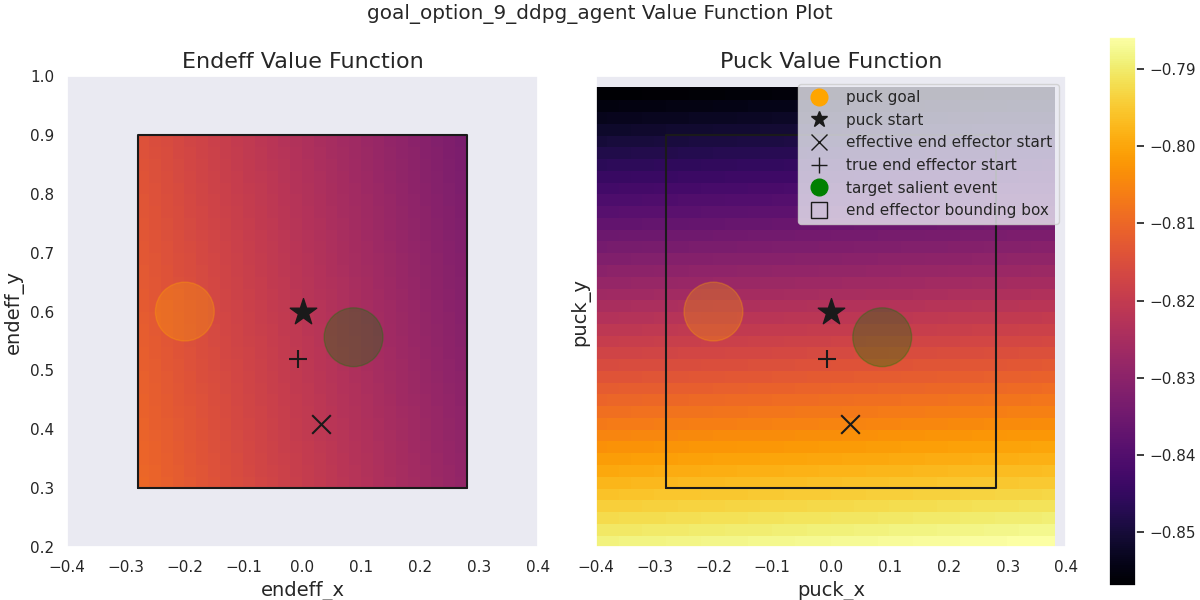 goal_option_9_ddpg_agent Value Function Plot
Endeff Value Function
1.0
0.9
0.8
0.7
0.6
0.5
0.4
0.3
0.2
endeff_y
−0.4 −0.3 −0.2 −0.1 0.0 0.1 0.2 0.3 0.4
endeff_x
Puck Value Function
puck goal
puck start
effective end effector start
true end effector start
target salient event
end effector bounding box
puck_y
−0.4 −0.3 −0.2 −0.1 0.0 0.1 0.2 0.3 0.4
puck_x
−0.79
−0.80
−0.81
−0.82
−0.83
−0.84
−0.85